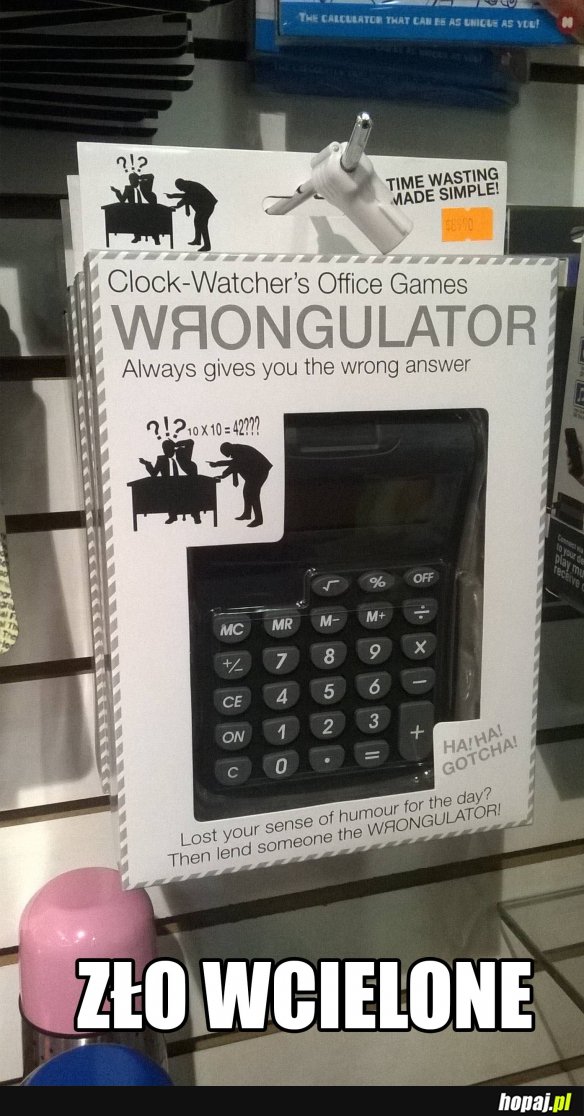 THE CALCULATOR THAT CAN BE AS UNIQUE AS YOU!
?!?
TIME WASTING
MADE SIMPLE!
Clock-Watcher's Office Games
WЯONGULATOR
Always gives you the wrong answer
?!? 10 X 10 = 42???
√ % OFF
MC MR M– M+ ÷
+/– 7 8 9 X
CE 4 5 6 –
ON 1 2 3 +
C 0 . =
HA! HA!
GOTCHA!
Lost your sense of humour for the day?
Then lend someone the WЯONGULATOR!
ZŁO WCIELONE
hopaj.pl